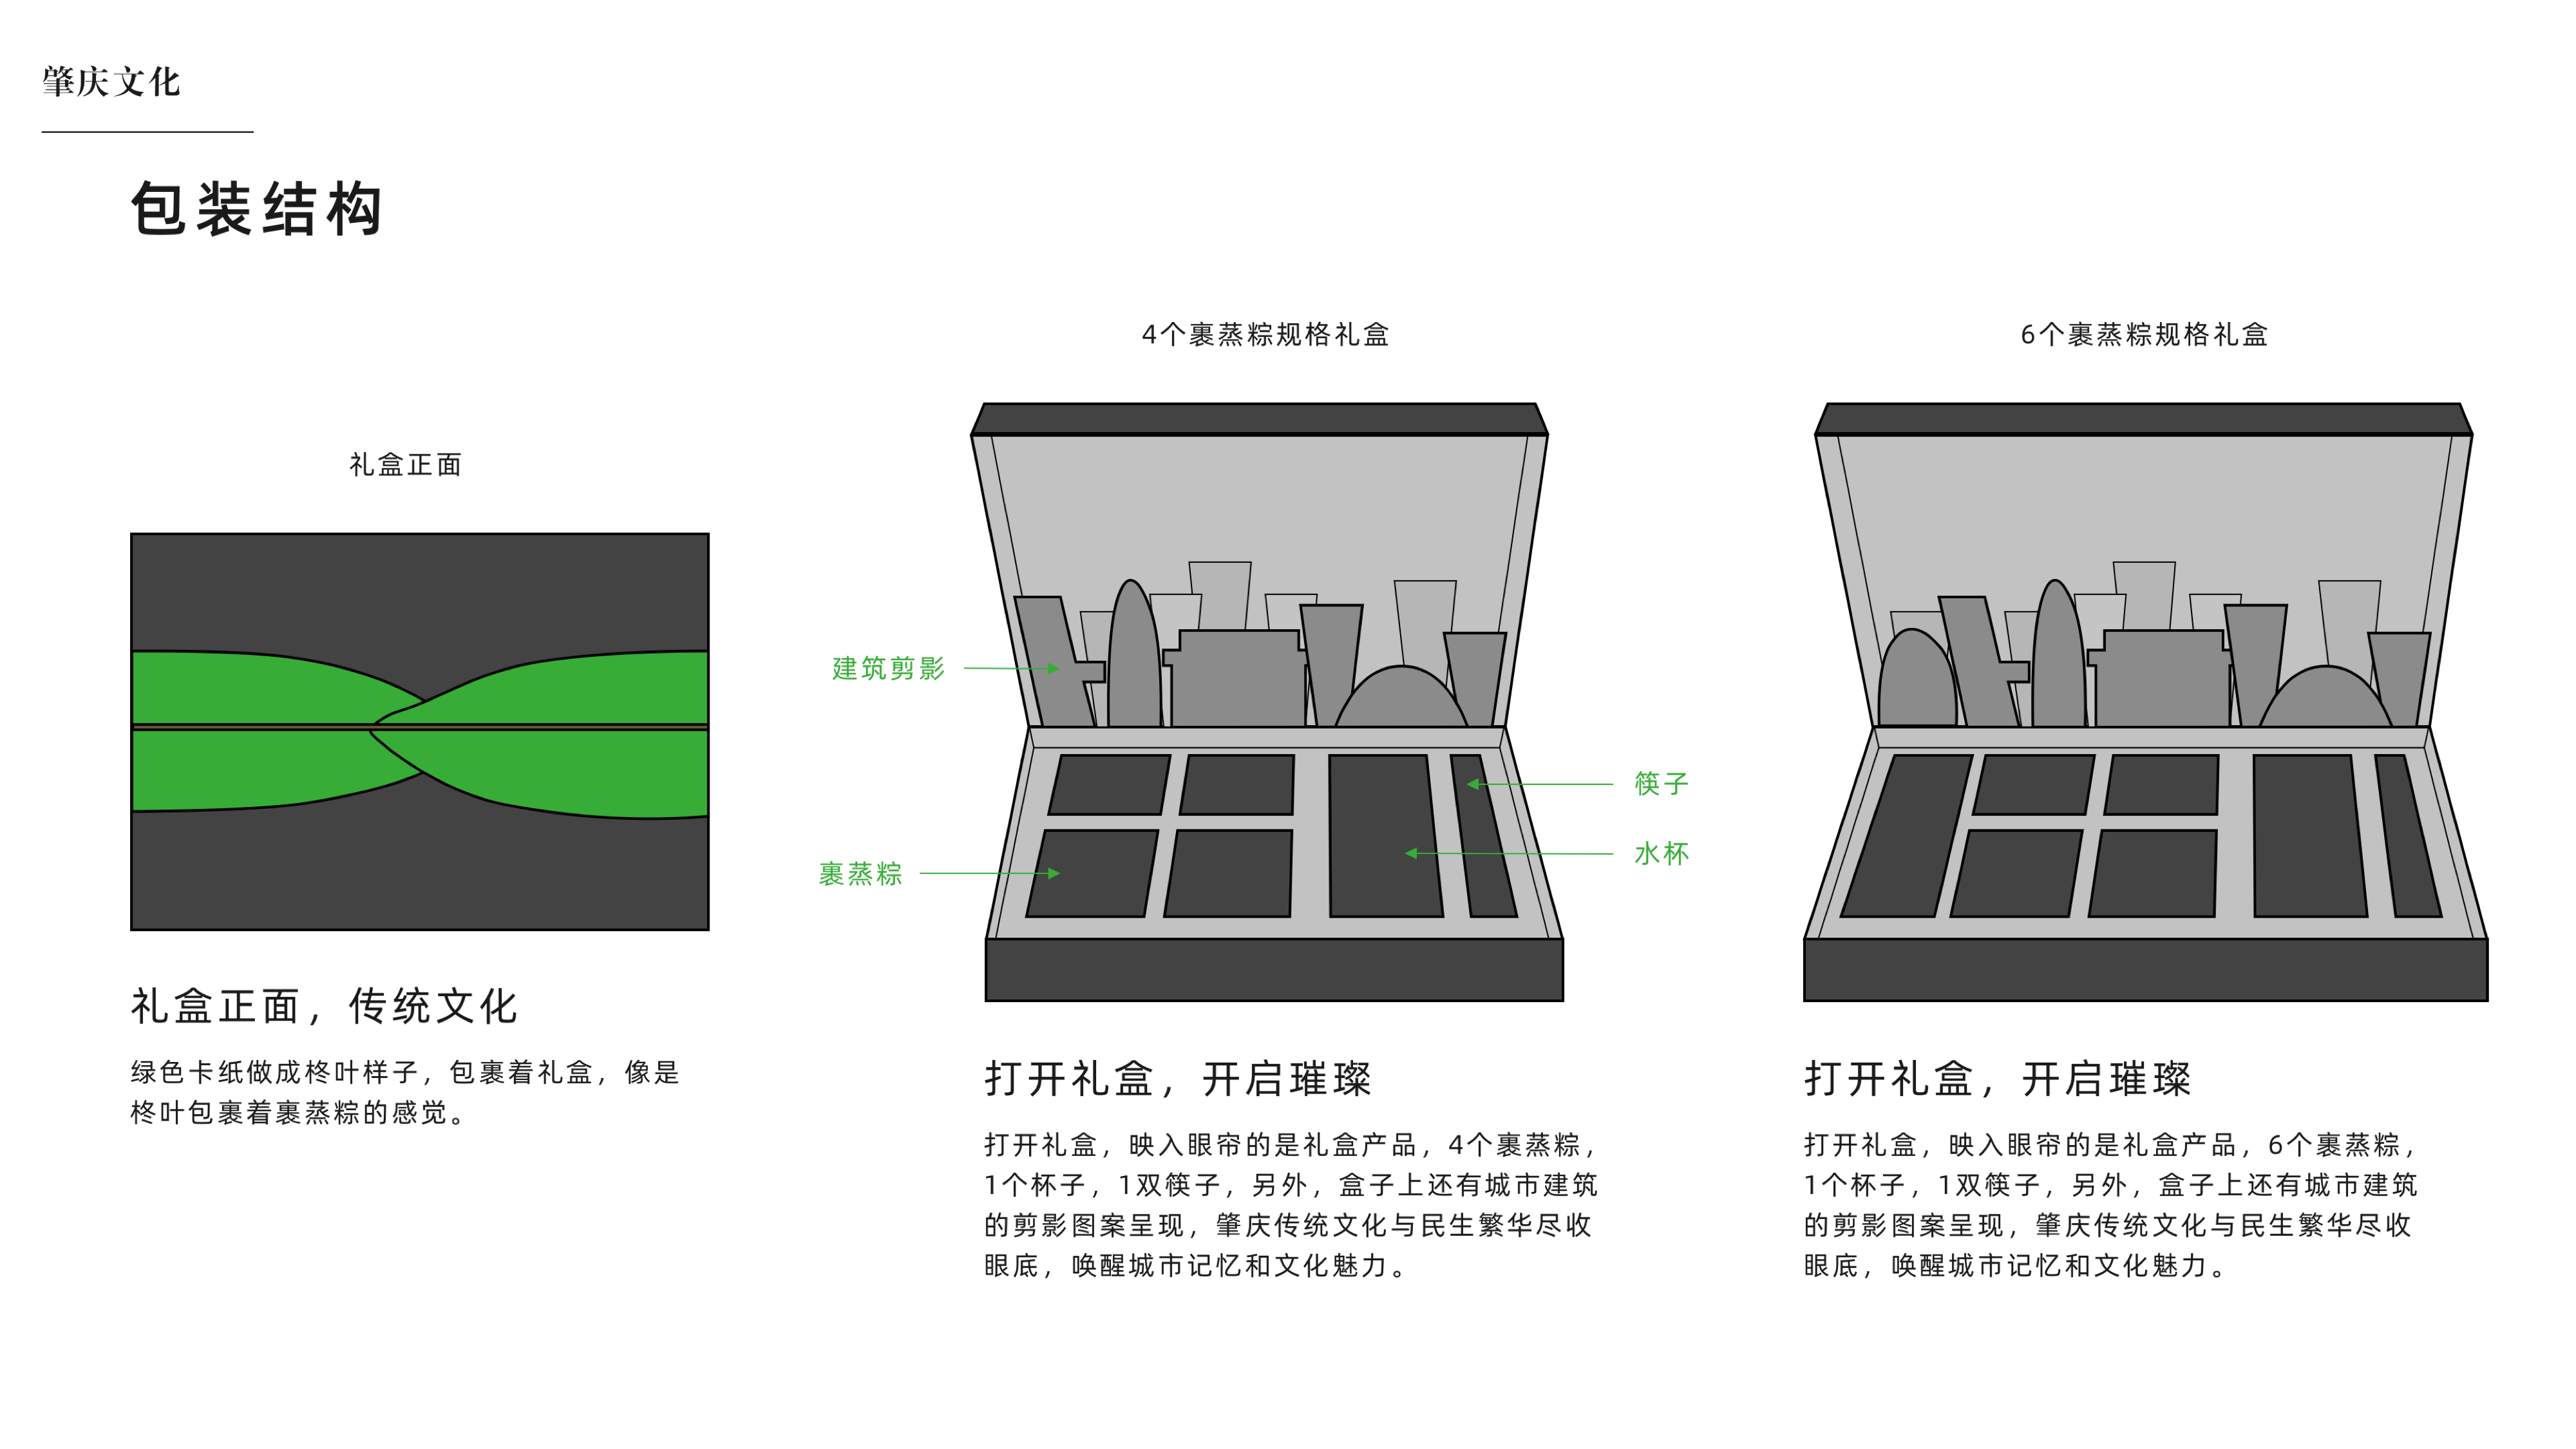 肇庆文化
包装结构
礼盒正面
礼盒正面，传统文化
绿色卡纸做成柊叶样子，包裹着礼盒，像是
柊叶包裹着裹蒸粽的感觉。
4个裹蒸粽规格礼盒
建筑剪影
裹蒸粽
筷子
水杯
打开礼盒，开启璀璨
打开礼盒，映入眼帘的是礼盒产品，4个裹蒸粽，
1个杯子，1双筷子，另外，盒子上还有城市建筑
的剪影图案呈现，肇庆传统文化与民生繁华尽收
眼底，唤醒城市记忆和文化魅力。
6个裹蒸粽规格礼盒
打开礼盒，开启璀璨
打开礼盒，映入眼帘的是礼盒产品，6个裹蒸粽，
1个杯子，1双筷子，另外，盒子上还有城市建筑
的剪影图案呈现，肇庆传统文化与民生繁华尽收
眼底，唤醒城市记忆和文化魅力。